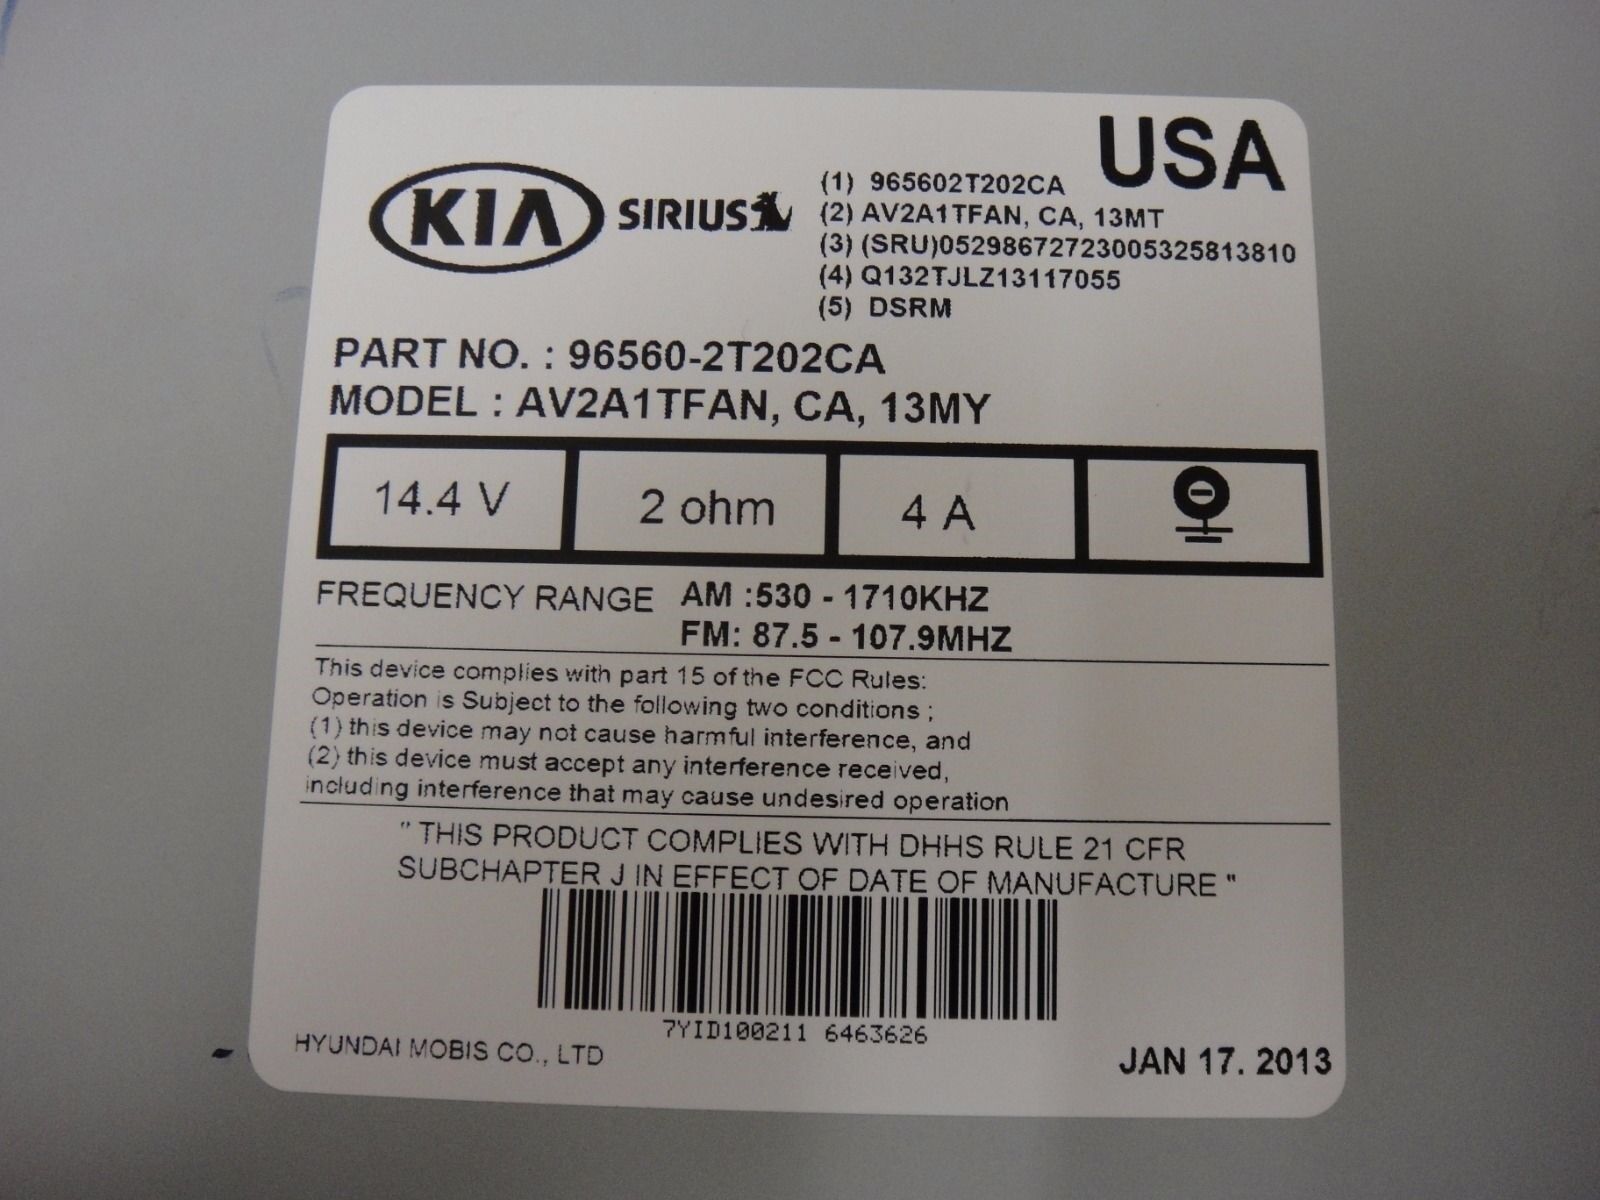 USA
KIA SIRIUS
(1) 965602T202CA
(2) AV2A1TFAN, CA, 13MT
(3) (SRU)052986727230053258​13810
(4) Q132TJLZ13117055
(5) DSRM
PART NO. : 96560-2T202CA
MODEL : AV2A1TFAN, CA, 13MY
14.4 V 2 ohm 4 A
FREQUENCY RANGE AM :530 - 1710KHZ
FM: 87.5 - 107.9MHZ
This device complies with part 15 of the FCC Rules:
Operation is Subject to the following two conditions ;
(1) this device may not cause harmful interference, and
(2) this device must accept any interference received,
including interference that may cause undesired operation
" THIS PRODUCT COMPLIES WITH DHHS RULE 21 CFR
SUBCHAPTER J IN EFFECT OF DATE OF MANUFACTURE "
7YID100211 6463626
HYUNDAI MOBIS CO., LTD
JAN 17. 2013